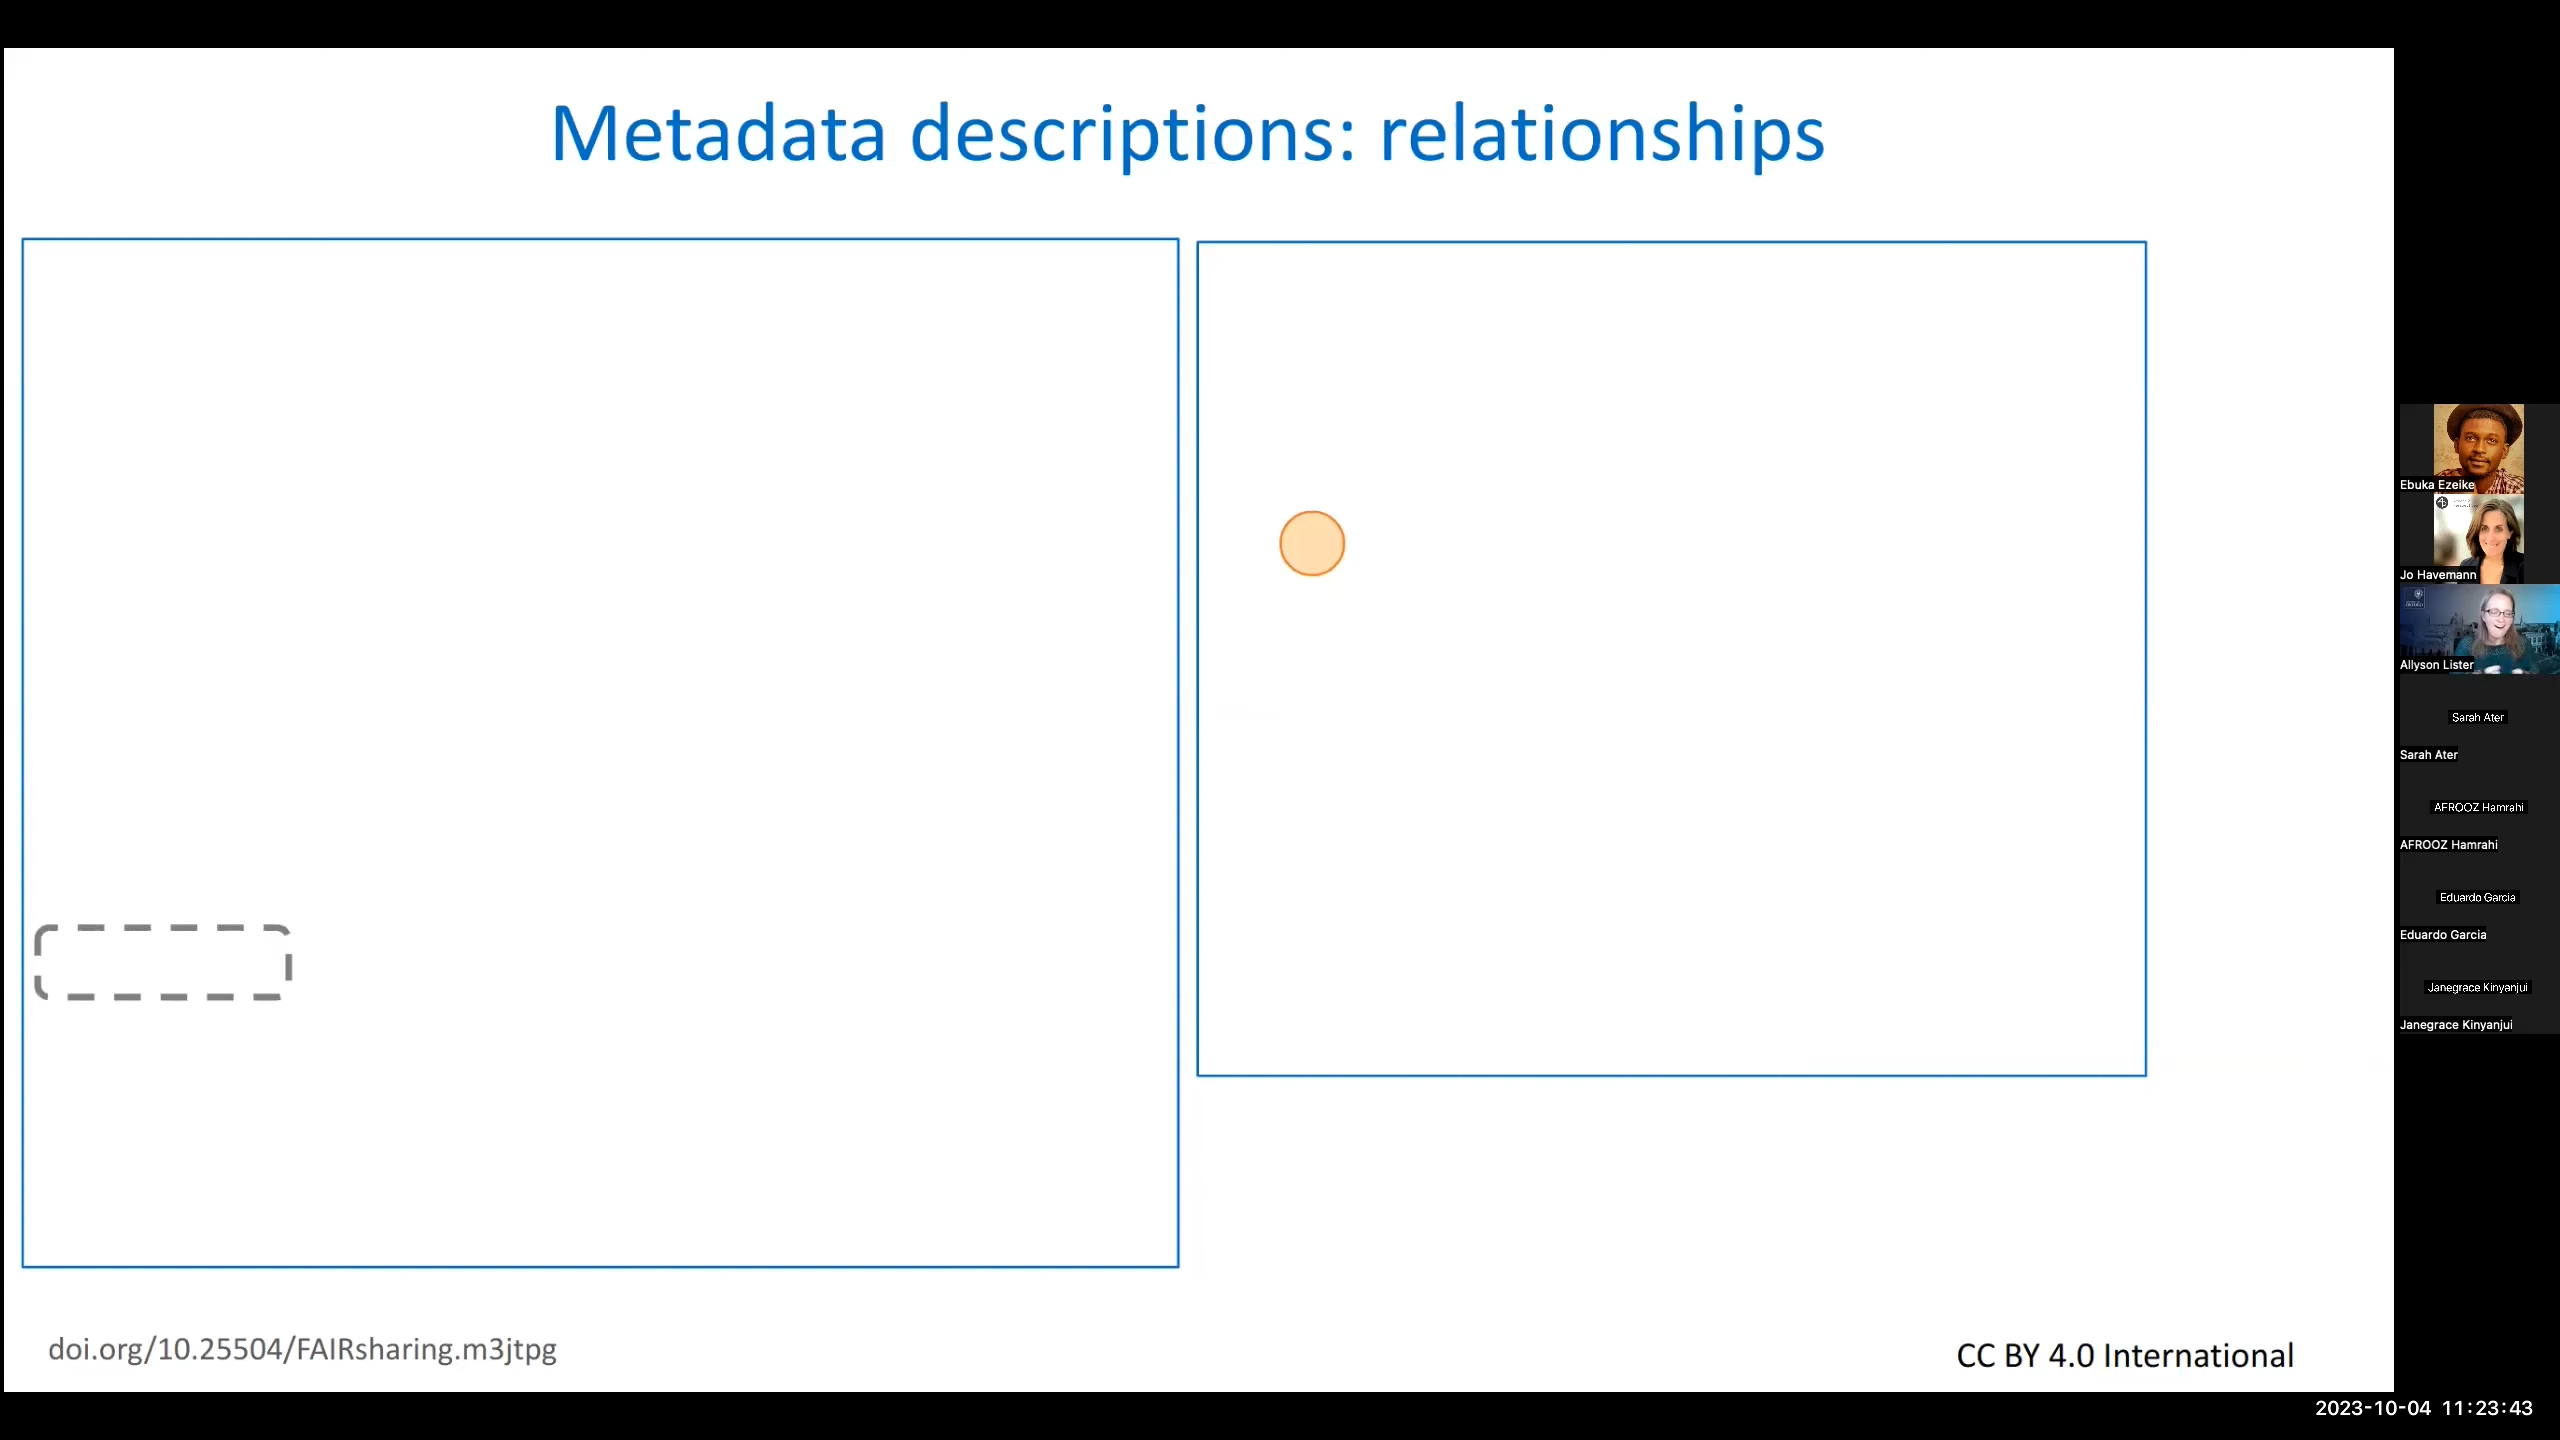 Metadata descriptions: relationships
doi.org/10.25504/FAIRsharing.m3jtpg
CC BY 4.0 International
Ebuka Ezeike
Jo Havemann
Allyson Lister
Sarah Ater
Sarah Ater
AFROOZ Hamrahi
AFROOZ Hamrahi
Eduardo Garcia
Eduardo Garcia
Janegrace Kinyanjui
Janegrace Kinyanjui
2023-10-04 11:23:43